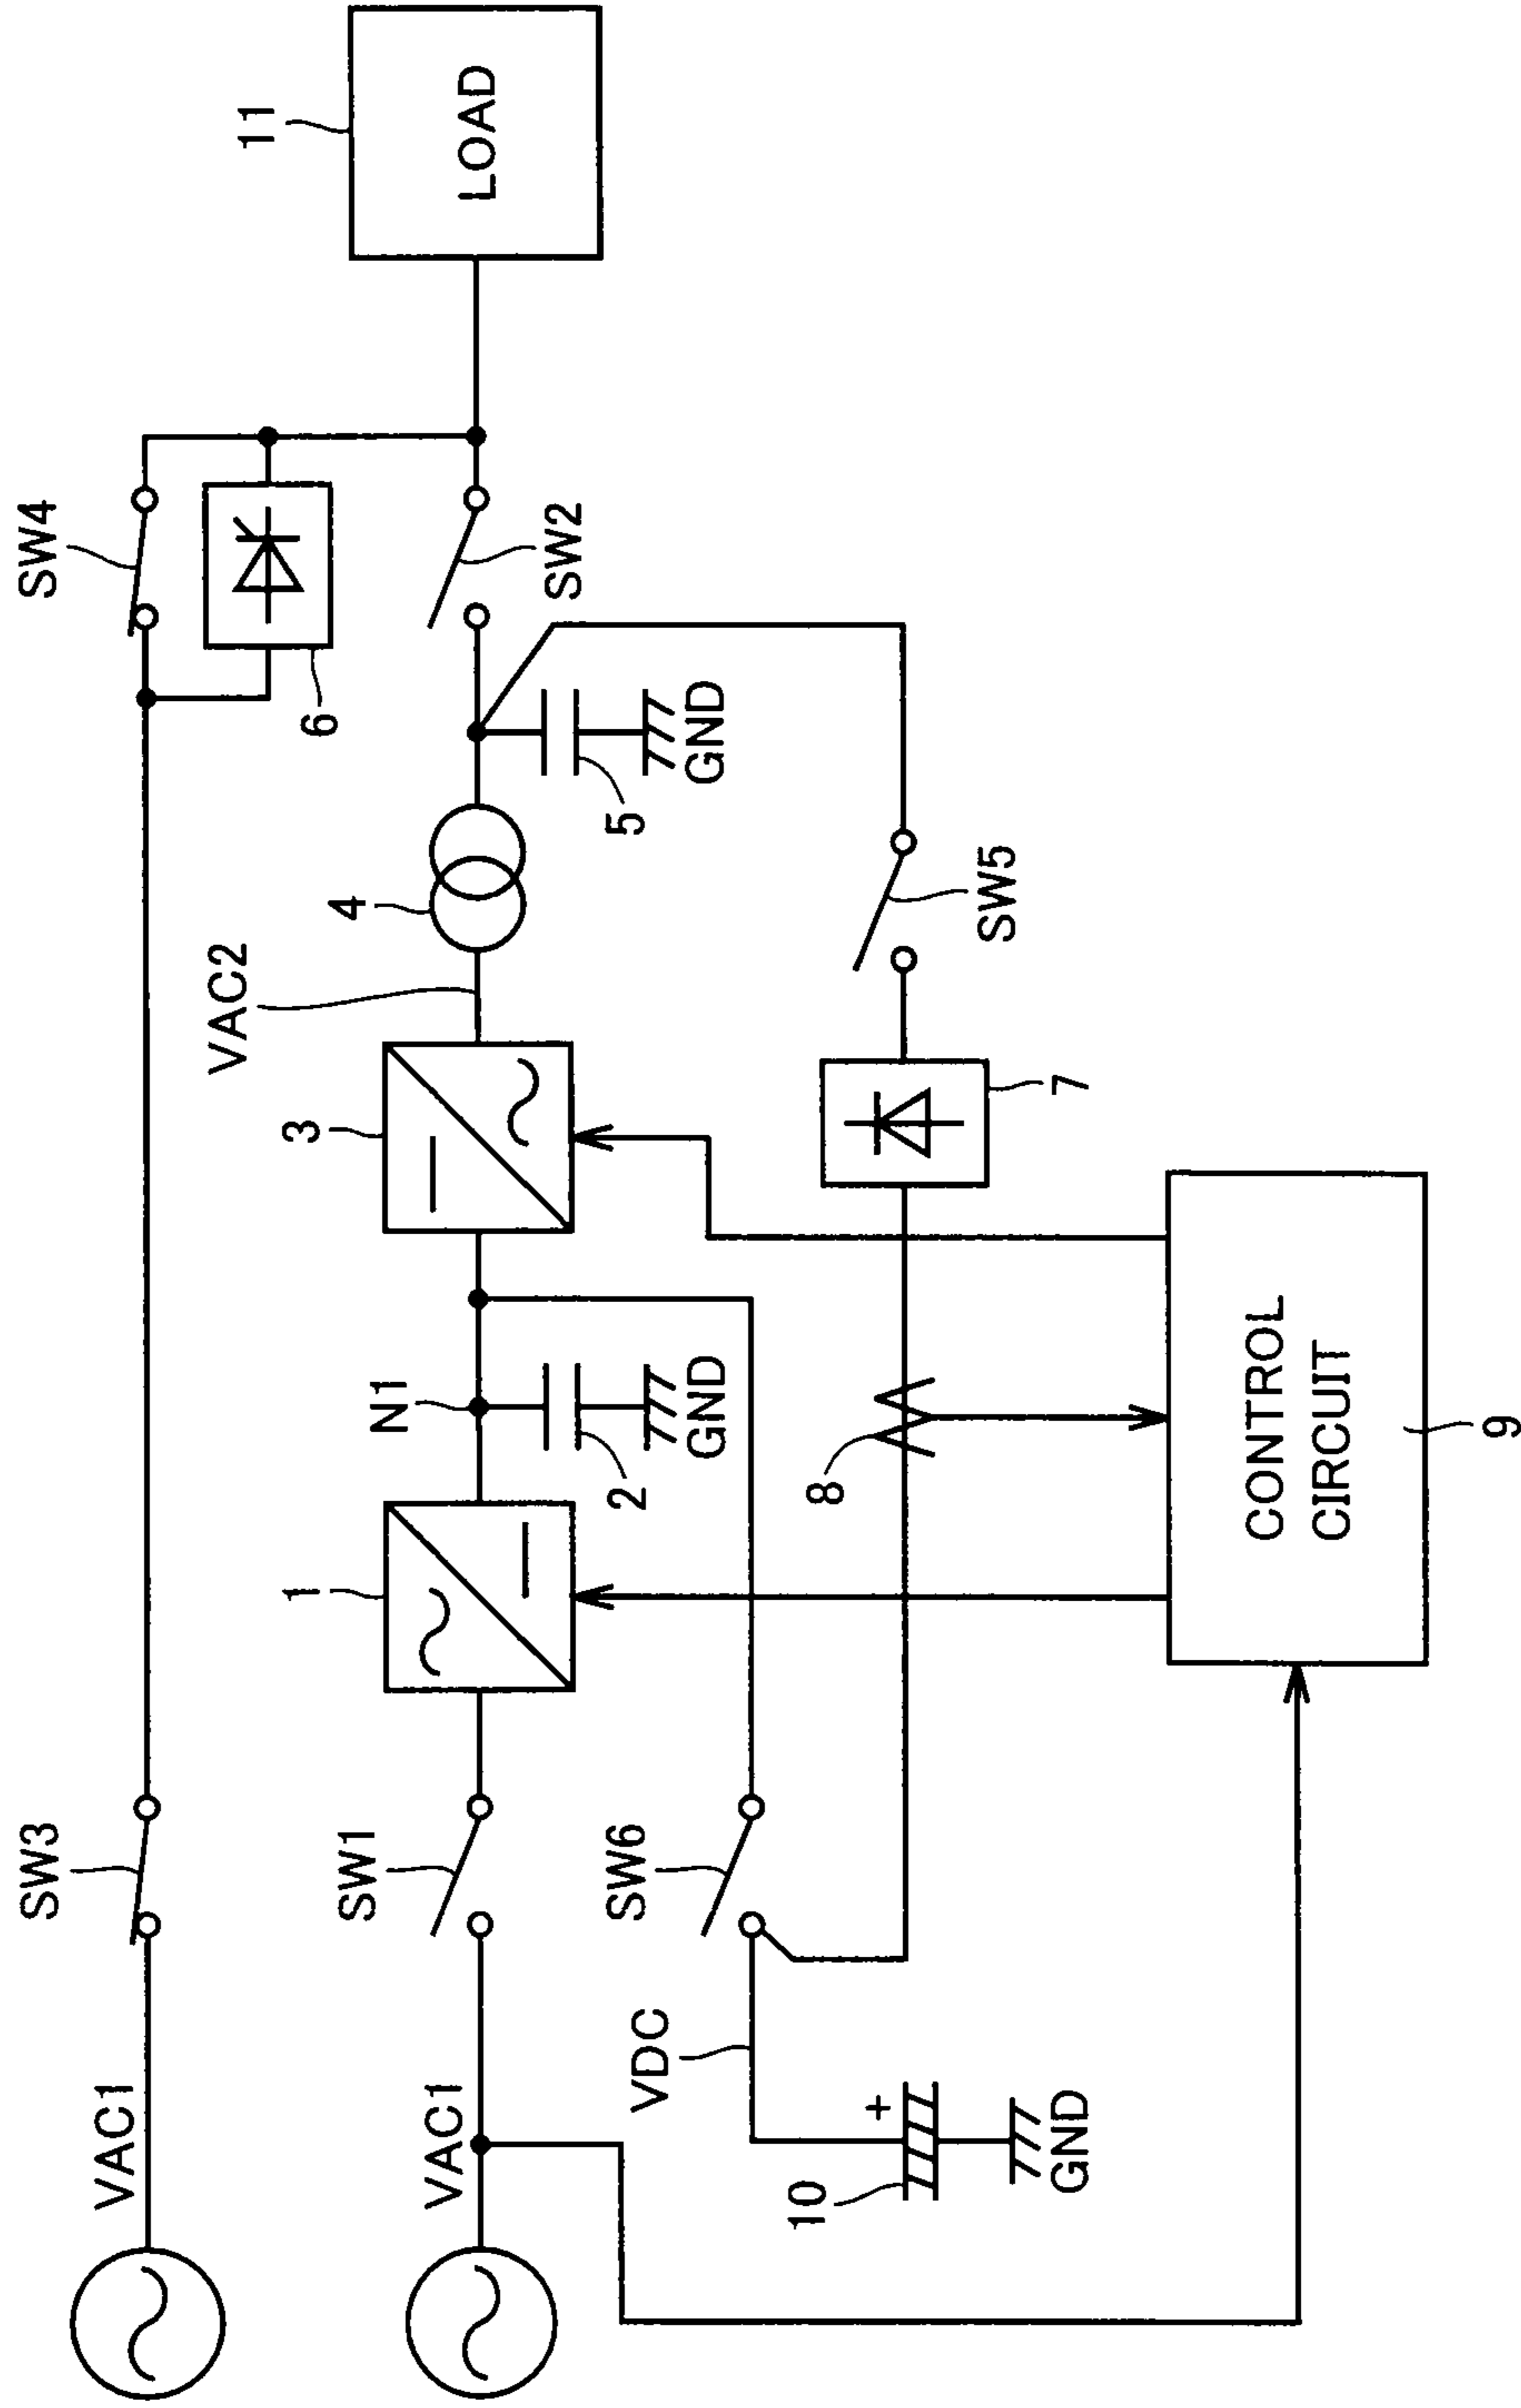 VAC1
SW3
SW4
6
11
LOAD
VAC1
SW1
1
N1
2
GND
3
VAC2
4
5
GND
SW2
SW6
VDC
10
+
GND
8
7
SW5
CONTROL
CIRCUIT
9